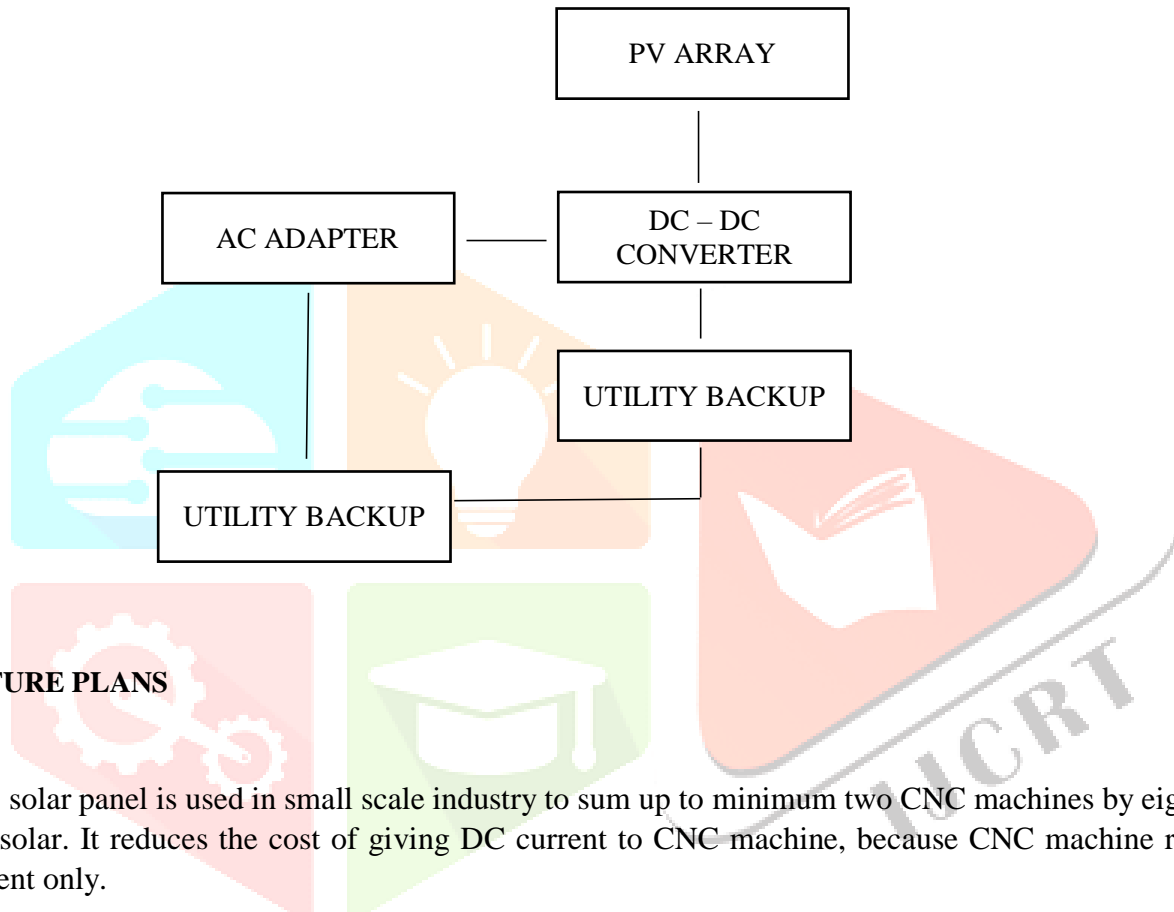 PV ARRAY
AC ADAPTER
DC – DC
CONVERTER
UTILITY BACKUP
UTILITY BACKUP
TURE PLANS
solar panel is used in small scale industry to sum up to minimum two CNC machines by eig
solar. It reduces the cost of giving DC current to CNC machine, because CNC machine r
ent only.
IJCRT